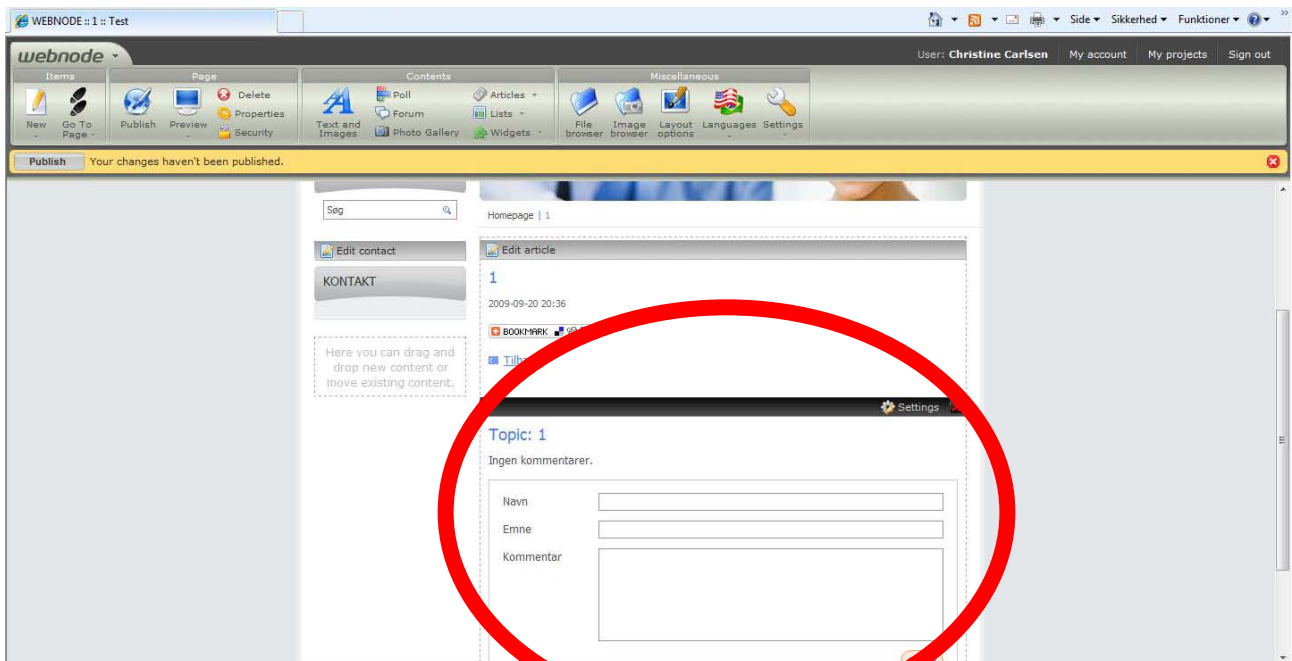 WEBNODE :: 1 :: Test
Side Sikkerhed Funktioner
webnode
User: Christine Carlsen My account My projects Sign out
Items Page Contents Miscellaneous
New
Go To Page
Publish
Preview
Delete
Properties
Security
Text and Images
Poll
Forum
Photo Gallery
Articles
Lists
Widgets
File browser
Image browser
Layout options
Languages
Settings
Publish Your changes haven't been published.
Søg
Homepage | 1
Edit contact
Edit article
KONTAKT
1
2009-09-20 20:36
BOOKMARK
Here you can drag and
drop new content or
move existing content.
Settings
Topic: 1
Ingen kommentarer.
Navn
Emne
Kommentar